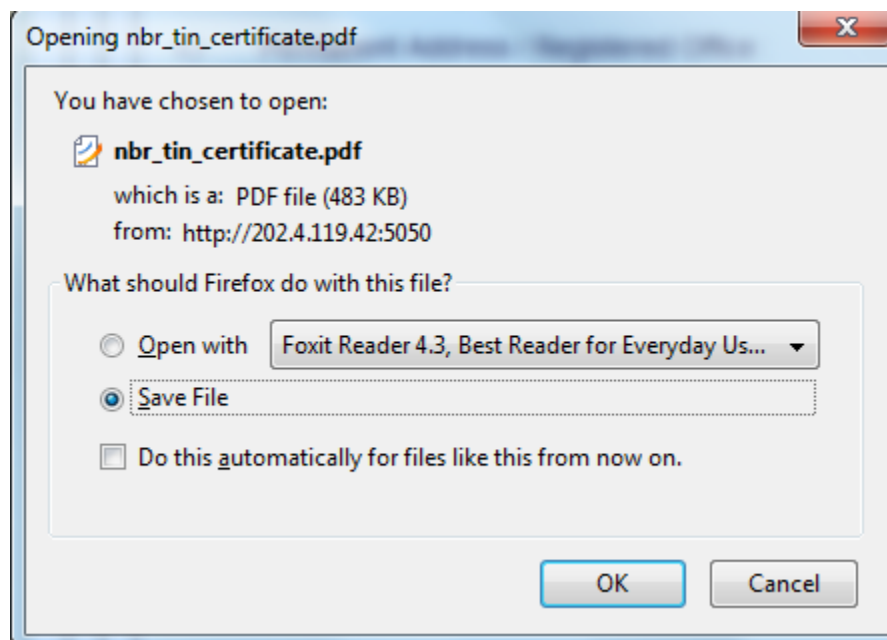 Opening nbr_tin_certificate.pdf
You have chosen to open:
nbr_tin_certificate.pdf
which is a: PDF file (483 KB)
from: http://202.4.119.42:5050
What should Firefox do with this file?
Open with
Foxit Reader 4.3, Best Reader for Everyday Us...
Save File
Do this automatically for files like this from now on.
OK Cancel